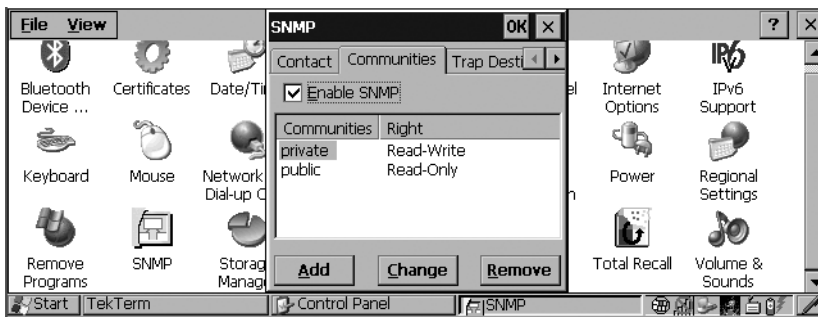 File View
?
Bluetooth
Device ...
Certificates
Date/Ti
Internet
Options
IPv6
Support
Keyboard
Mouse
Network
Dial-up C
Power
Regional
Settings
Remove
Programs
SNMP
Storag
Manag
Total Recall
Volume &
Sounds
SNMP OK
Contact Communities Trap Desti
Enable SNMP
Communities Right
private Read-Write
public Read-Only
Add Change Remove
Start TekTerm Control Panel SNMP